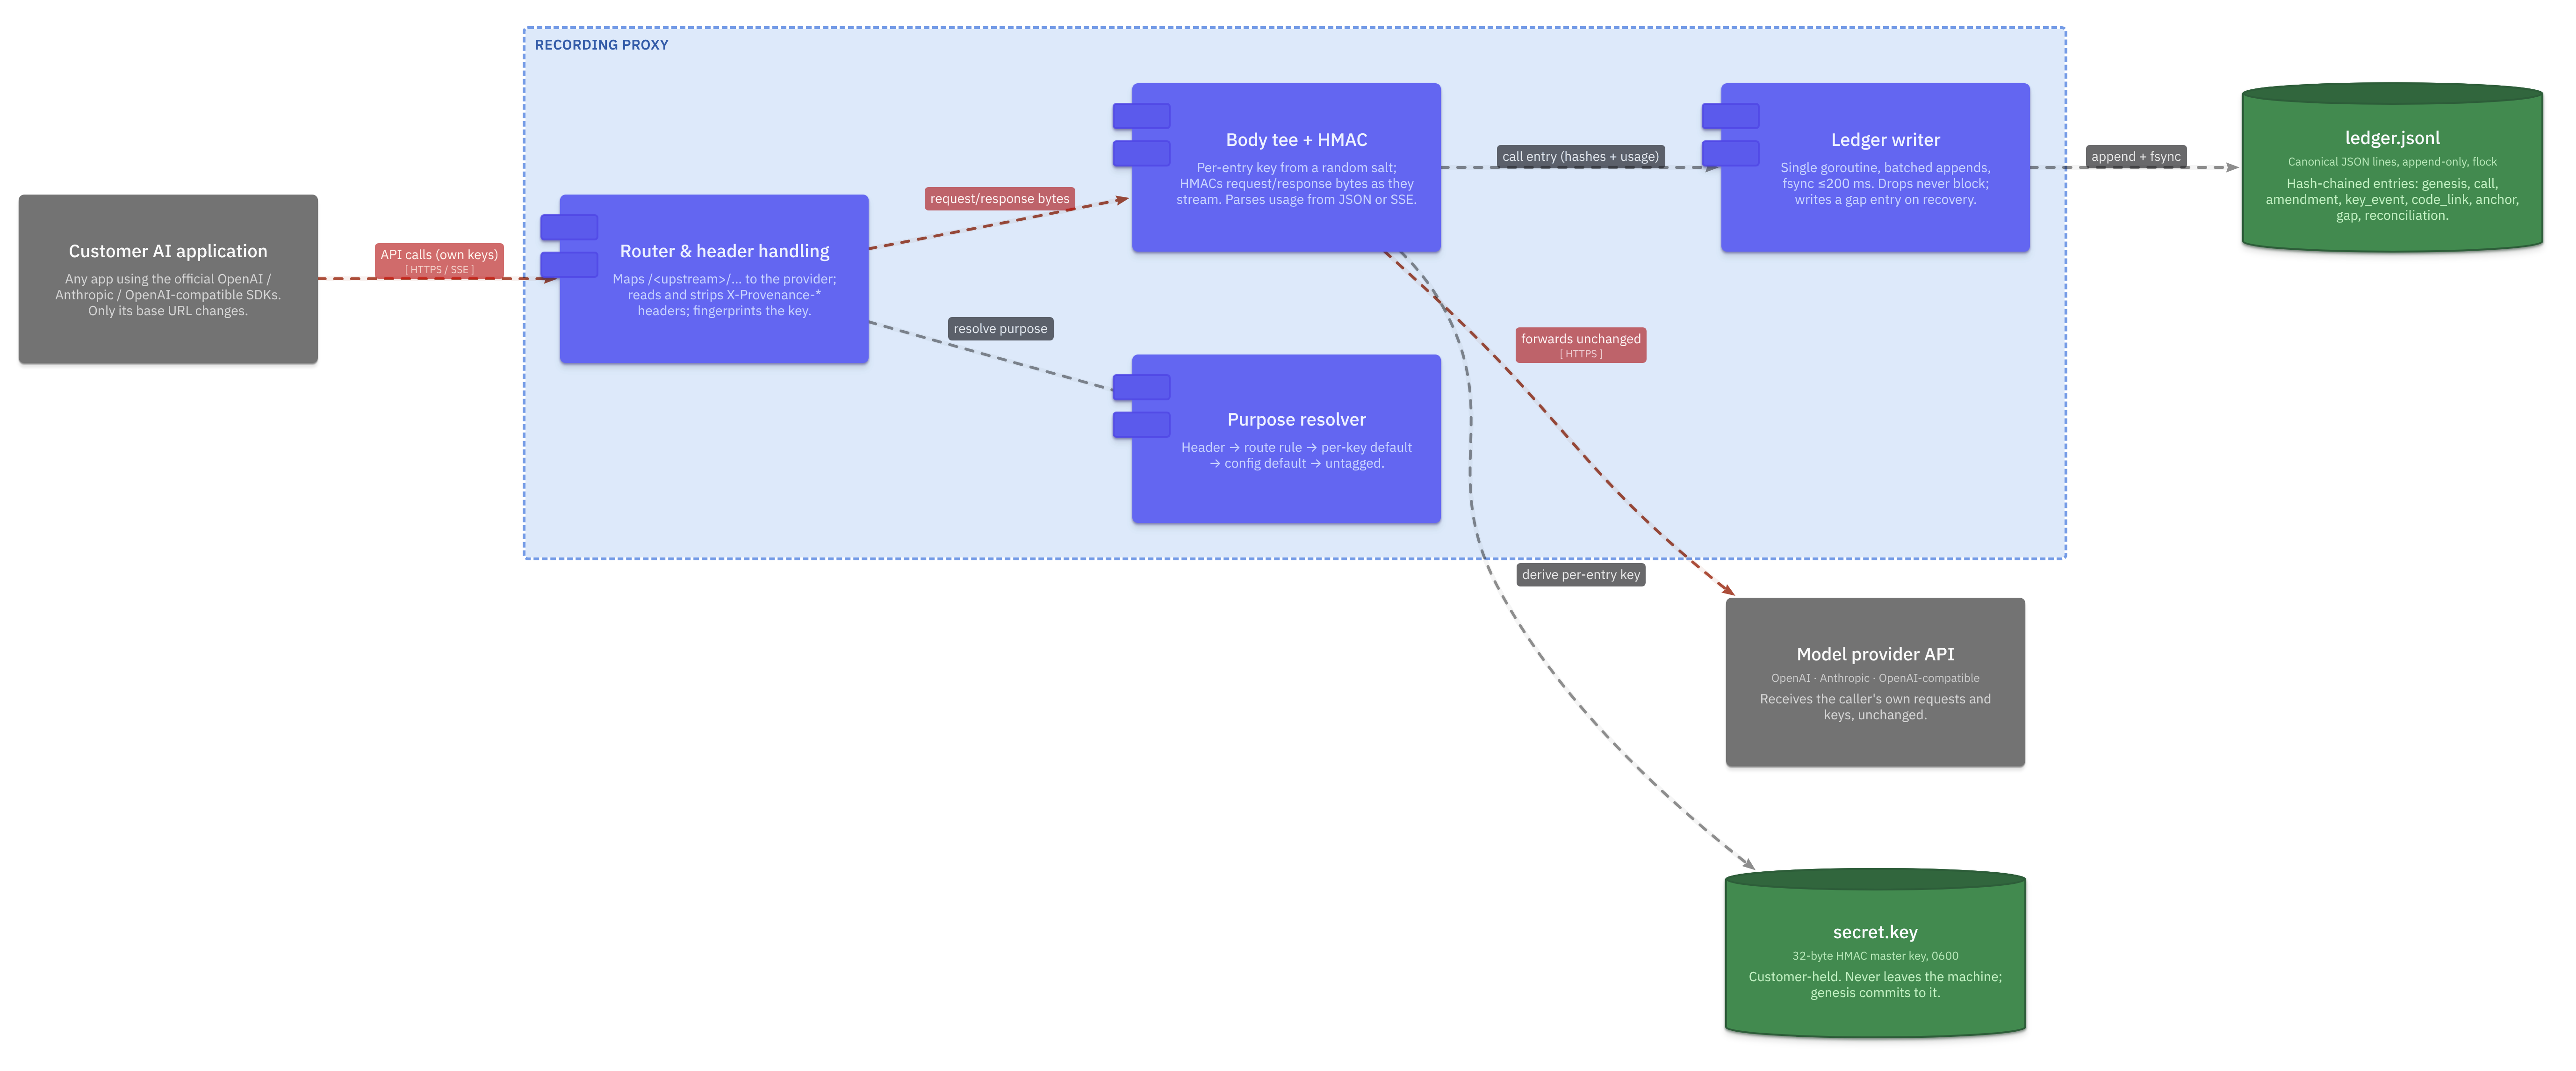 RECORDING PROXY
Customer AI application
Any app using the official OpenAI /
Anthropic / OpenAI-compatible SDKs.
Only its base URL changes.
API calls (own keys)
[ HTTPS / SSE ]
Router & header handling
Maps /<upstream>/... to the provider;
reads and strips X-Provenance-*
headers; fingerprints the key.
request/response bytes
resolve purpose
Body tee + HMAC
Per-entry key from a random salt;
HMACs request/response bytes as they
stream. Parses usage from JSON or SSE.
Purpose resolver
Header → route rule → per-key default
→ config default → untagged.
call entry (hashes + usage)
forwards unchanged
[ HTTPS ]
derive per-entry key
Ledger writer
Single goroutine, batched appends,
fsync ≤200 ms. Drops never block;
writes a gap entry on recovery.
append + fsync
ledger.jsonl
Canonical JSON lines, append-only, flock
Hash-chained entries: genesis, call,
amendment, key_event, code_link, anchor,
gap, reconciliation.
Model provider API
OpenAI · Anthropic · OpenAI-compatible
Receives the caller's own requests and
keys, unchanged.
secret.key
32-byte HMAC master key, 0600
Customer-held. Never leaves the machine;
genesis commits to it.